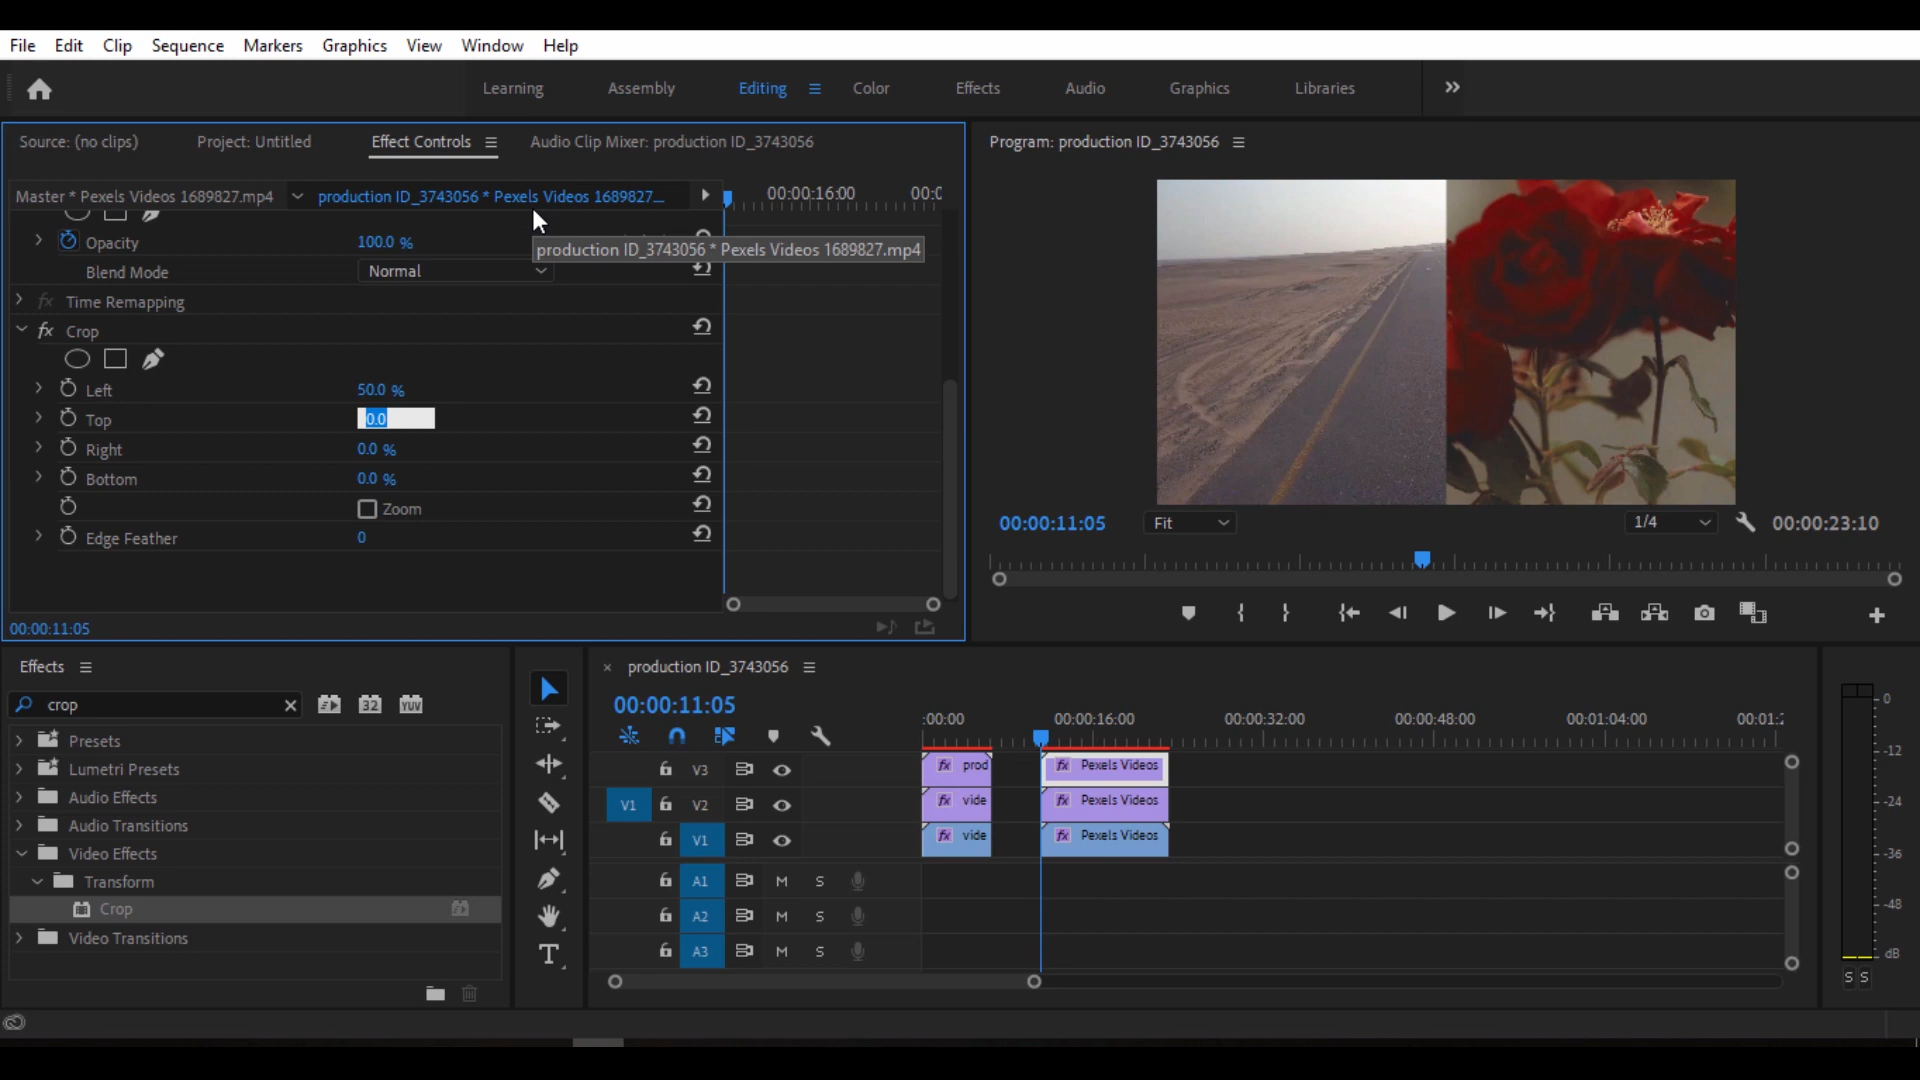 File Edit Clip Sequence Markers Graphics View Window Help
Learning Assembly Editing Color Effects Audio Graphics Libraries
Source: (no clips) Project: Untitled Effect Controls Audio Clip Mixer: production ID_3743056
Master * Pexels Videos 1689827.mp4 production ID_3743056 * Pexels Videos 1689827... 00:00:16:00 00:0
Opacity 100.0 %
production ID_3743056 * Pexels Videos 1689827.mp4
Blend Mode Normal
fx Time Remapping
fx Crop
Left 50.0 %
Top 0.0
Right 0.0 %
Bottom 0.0 %
Zoom
Edge Feather 0
00:00:11:05
Program: production ID_3743056
00:00:11:05 Fit 1/4 00:00:23:10
Effects
crop 32 YUV
Presets
Lumetri Presets
Audio Effects
Audio Transitions
Video Effects
Transform
Crop
Video Transitions
T
production ID_3743056
00:00:11:05
:00:00 00:00:16:00 00:00:32:00 00:00:48:00 00:01:04:00 00:01:2
V3 fx prod fx Pexels Videos
V1 V2 fx vide fx Pexels Videos
V1 fx vide fx Pexels Videos
A1 M S
A2 M S
A3 M S
0
-12
-24
-36
-48
dB
S S